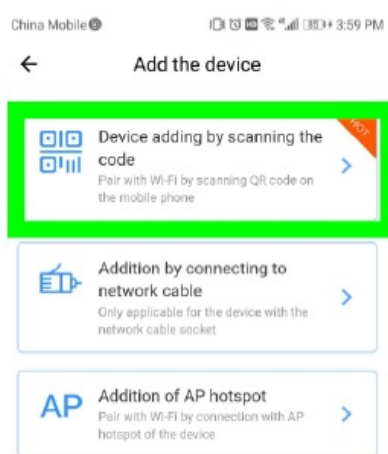 China Mobile
3:59 PM
Add the device
HOT
Device adding by scanning the
code
Pair with Wi-Fi by scanning QR code on
the mobile phone
Addition by connecting to
network cable
Only applicable for the device with the
network cable socket
AP
Addition of AP hotspot
Pair with Wi-Fi by connection with AP
hotspot of the device